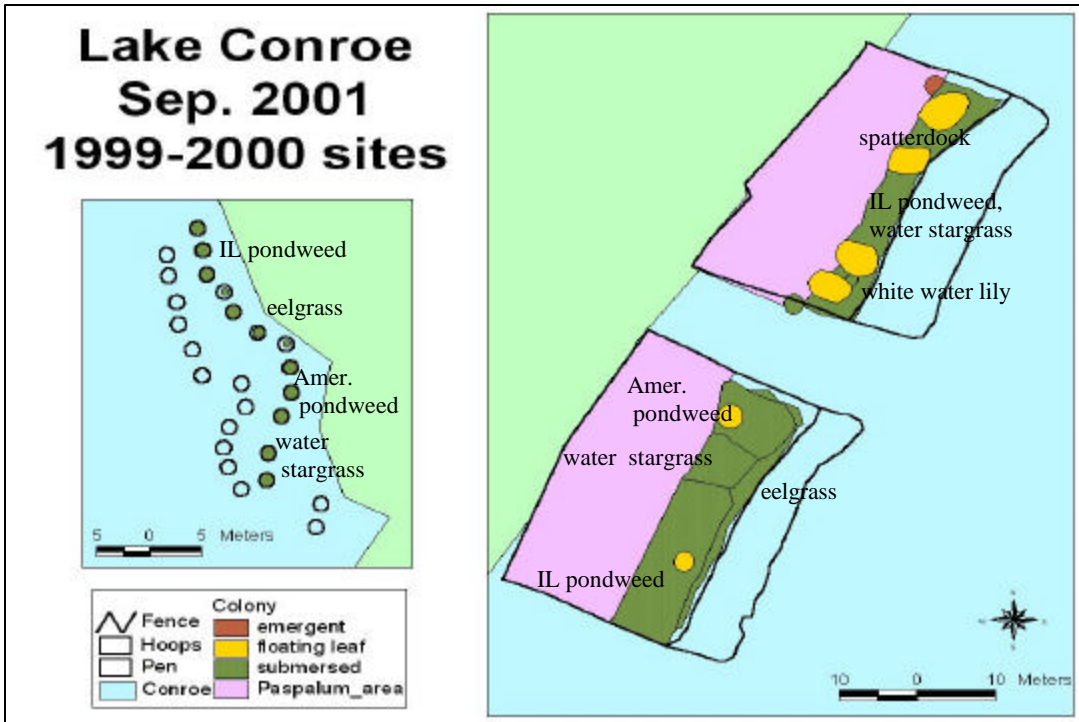 Lake Conroe
Sep. 2001
1999-2000 sites
IL pondweed
eelgrass
Amer.
pondweed
water
stargrass
5 0 5 Meters
Fence
Hoops
Pen
Conroe
Colony
emergent
floating leaf
submersed
Paspalum_area
spatterdock
IL pondweed,
water stargrass
white water lily
Amer.
pondweed
water stargrass
eelgrass
IL pondweed
10 0 10 Meters